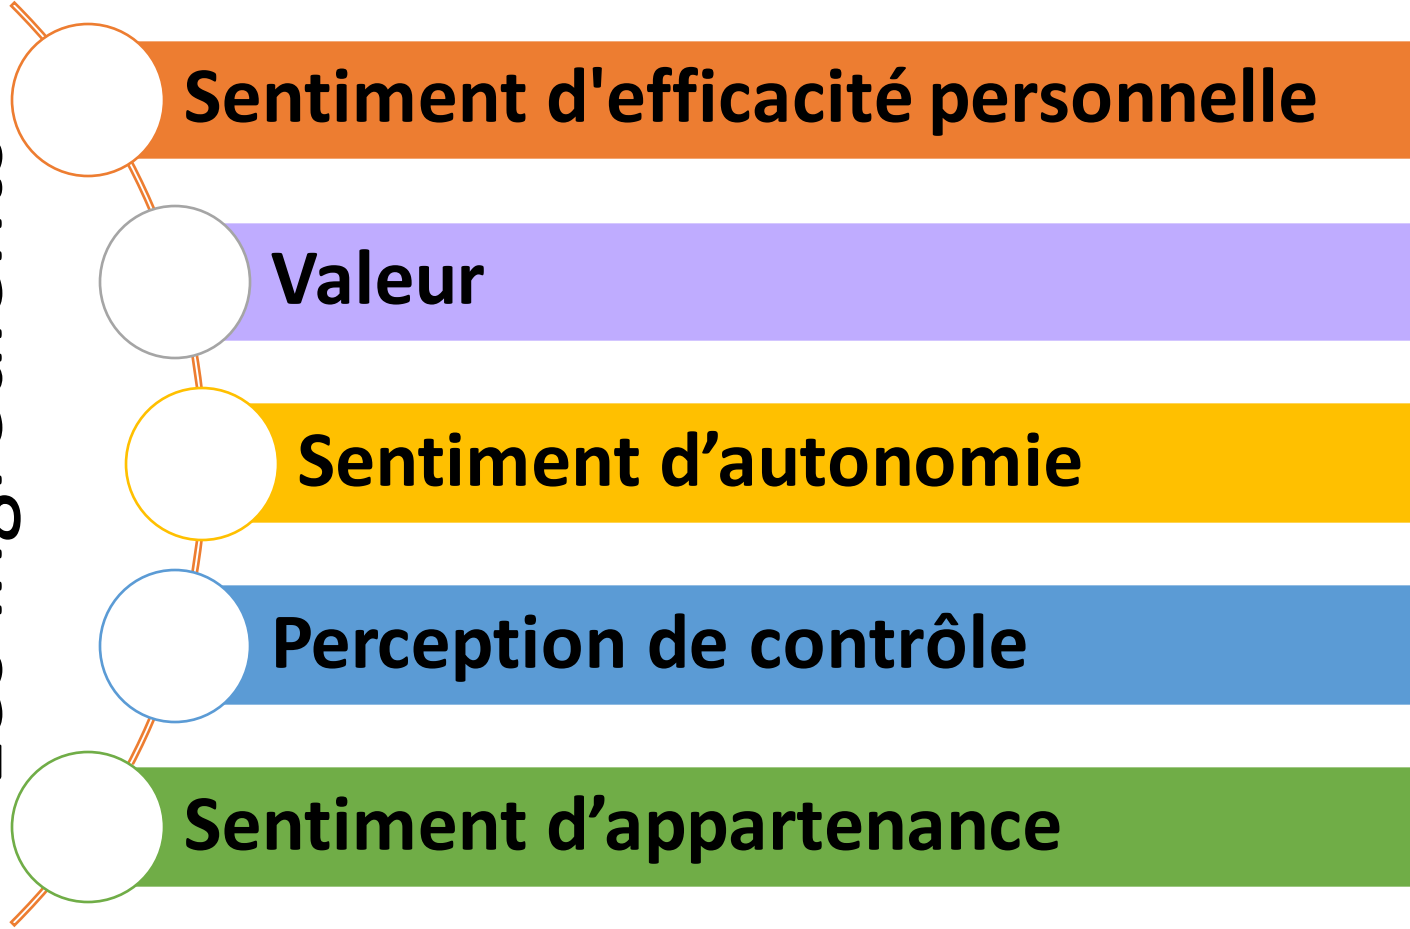 Sentiment d'efficacité personnelle
Valeur
Sentiment d’autonomie
Perception de contrôle
Sentiment d’appartenance